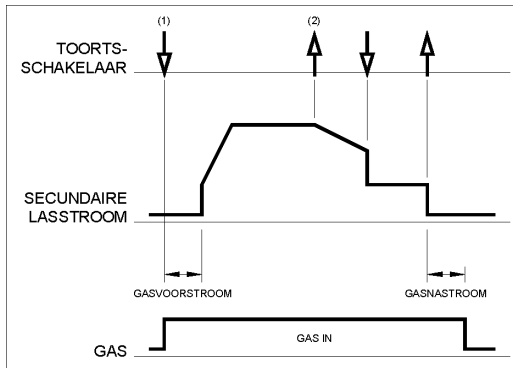 (1)
(2)
TOORTS-
SCHAKELAAR
SECUNDAIRE
LASSTROOM
GASVOORSTROOM
GASNASTROOM
GAS IN
GAS